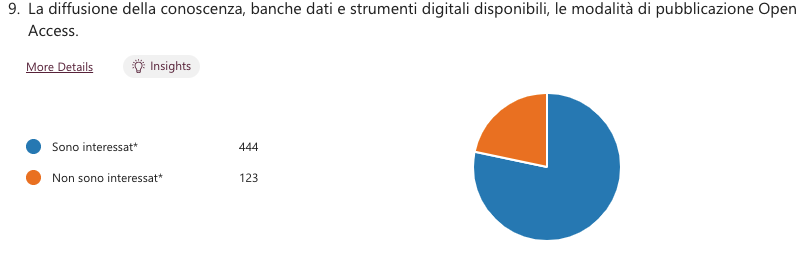 9. La diffusione della conoscenza, banche dati e strumenti digitali disponibili, le modalità di pubblicazione Open
Access.
More Details
Insights
Sono interessat* 444
Non sono interessat* 123